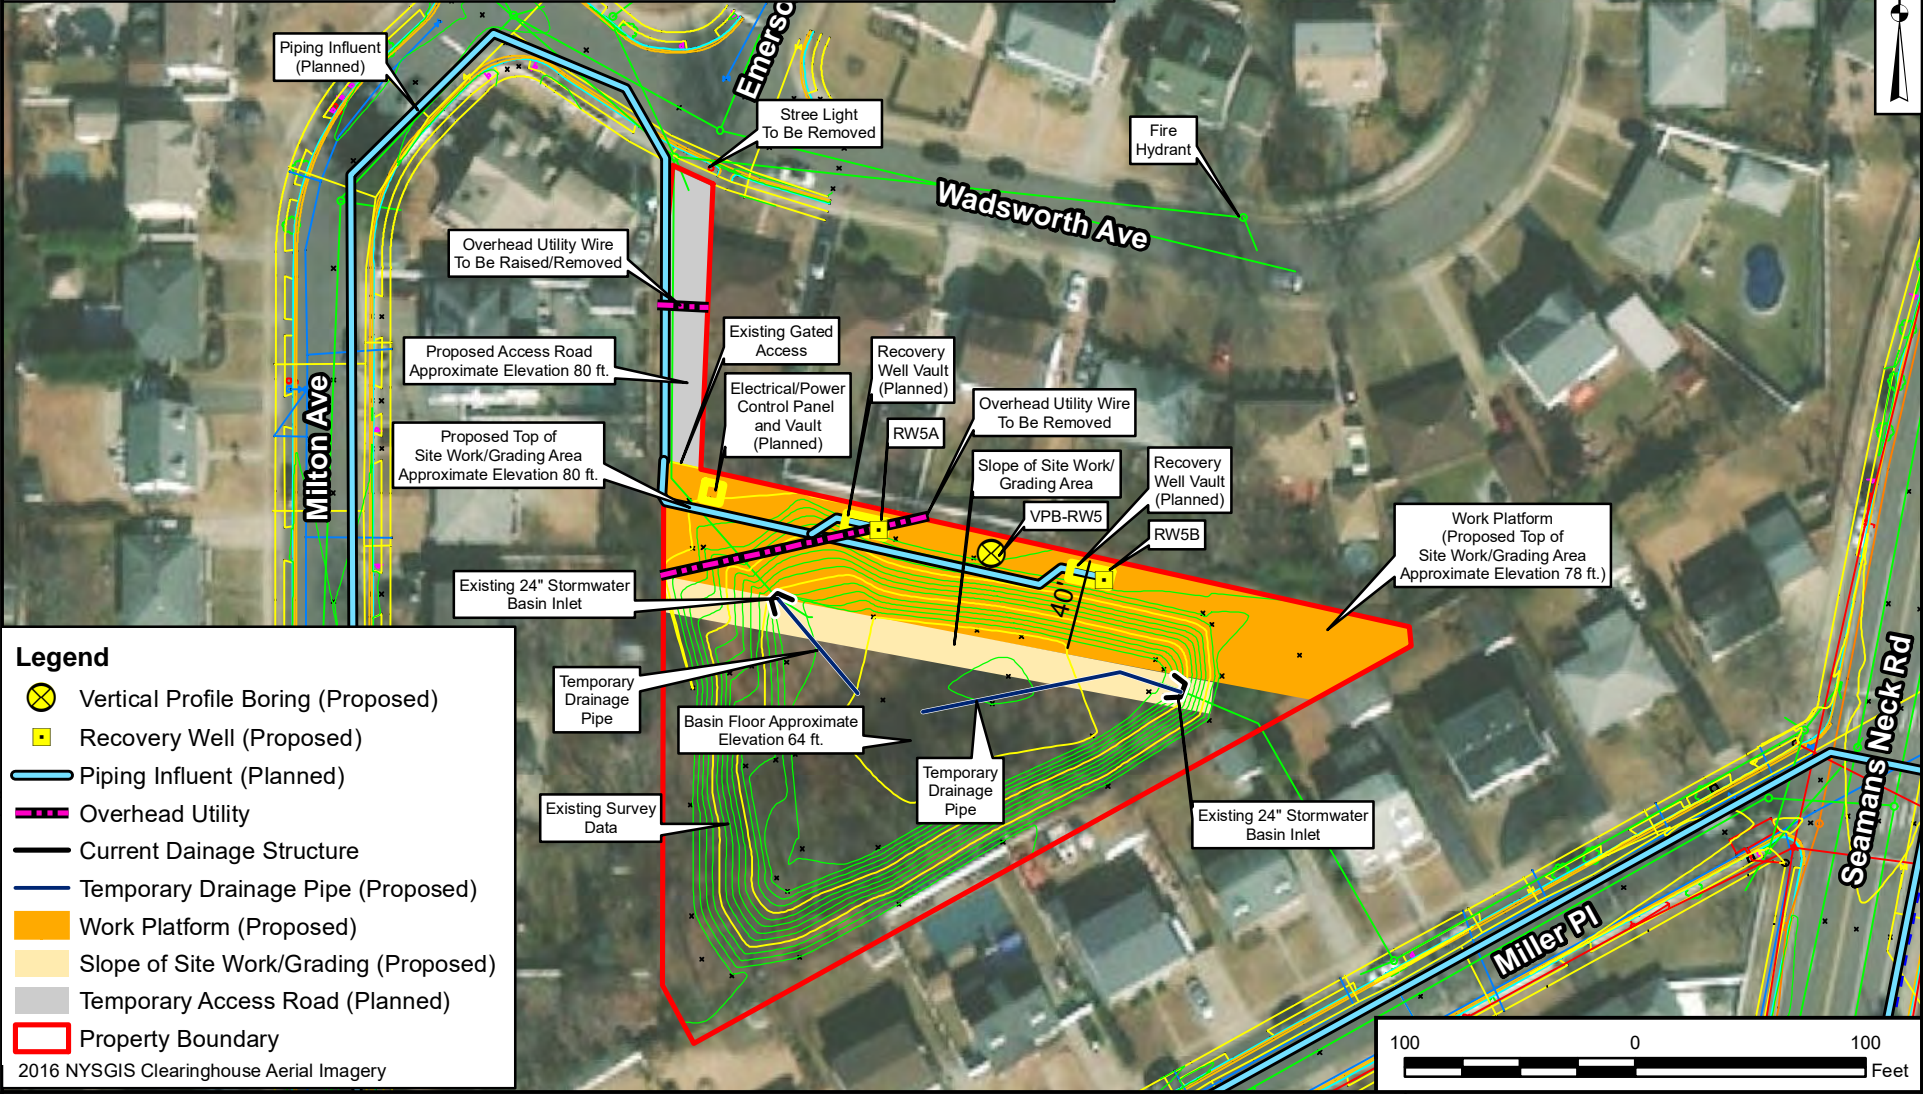 Piping Influent
(Planned)
Emerso
Stree Light
To Be Removed
Fire
Hydrant
Wadsworth Ave
Overhead Utility Wire
To Be Raised/Removed
Proposed Access Road
Approximate Elevation 80 ft.
Existing Gated
Access
Recovery
Well Vault
(Planned)
Electrical/Power
Control Panel
and Vault
(Planned)
RW5A
Overhead Utility Wire
To Be Removed
Milton Ave
Proposed Top of
Site Work/Grading Area
Approximate Elevation 80 ft.
Slope of Site Work/
Grading Area
Recovery
Well Vault
(Planned)
VPB-RW5
RW5B
Work Platform
(Proposed Top of
Site Work/Grading Area
Approximate Elevation 78 ft.)
Existing 24" Stormwater
Basin Inlet
40'
Temporary
Drainage
Pipe
Basin Floor Approximate
Elevation 64 ft.
Temporary
Drainage
Pipe
Existing Survey
Data
Existing 24" Stormwater
Basin Inlet
Seamans Neck Rd
Miller Pl
Legend
Vertical Profile Boring (Proposed)
Recovery Well (Proposed)
Piping Influent (Planned)
Overhead Utility
Current Dainage Structure
Temporary Drainage Pipe (Proposed)
Work Platform (Proposed)
Slope of Site Work/Grading (Proposed)
Temporary Access Road (Planned)
Property Boundary
2016 NYSGIS Clearinghouse Aerial Imagery
100 0 100
Feet